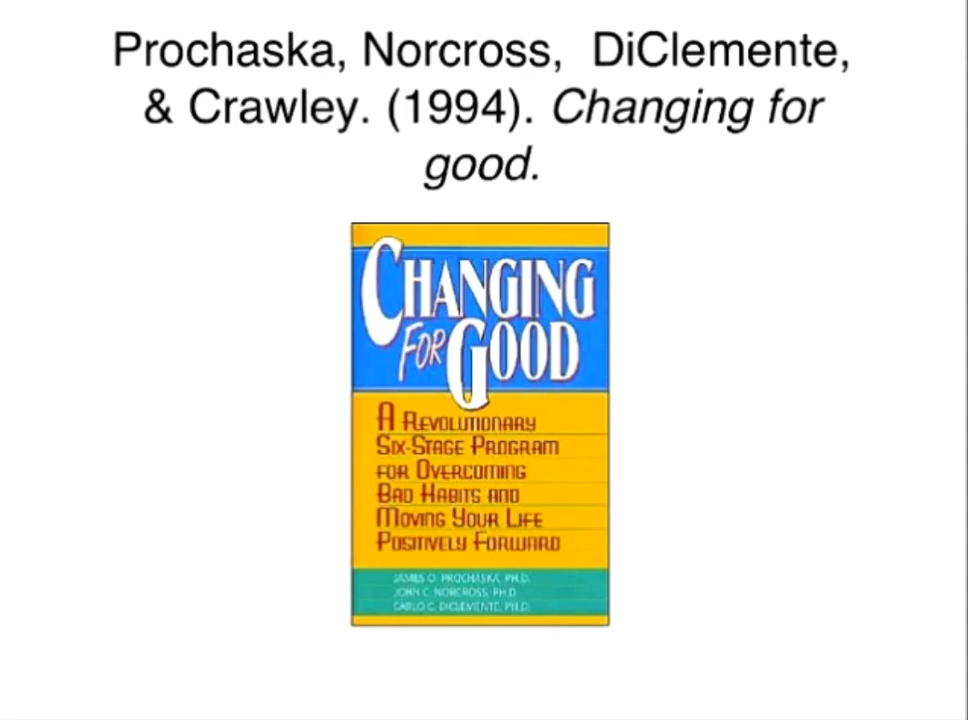 Prochaska, Norcross, DiClemente,
& Crawley. (1994). Changing for
good.
CHANGING
FOR GOOD
A REVOLUTIONARY
SIX-STAGE PROGRAM
FOR OVERCOMING
BAD HABITS AND
MOVING YOUR LIFE
POSITIVELY FORWARD
JAMES O. PROCHASKA, PH.D.
JOHN C. NORCROSS, PH.D.
CARLO C. DICLEMENTE, PH.D.